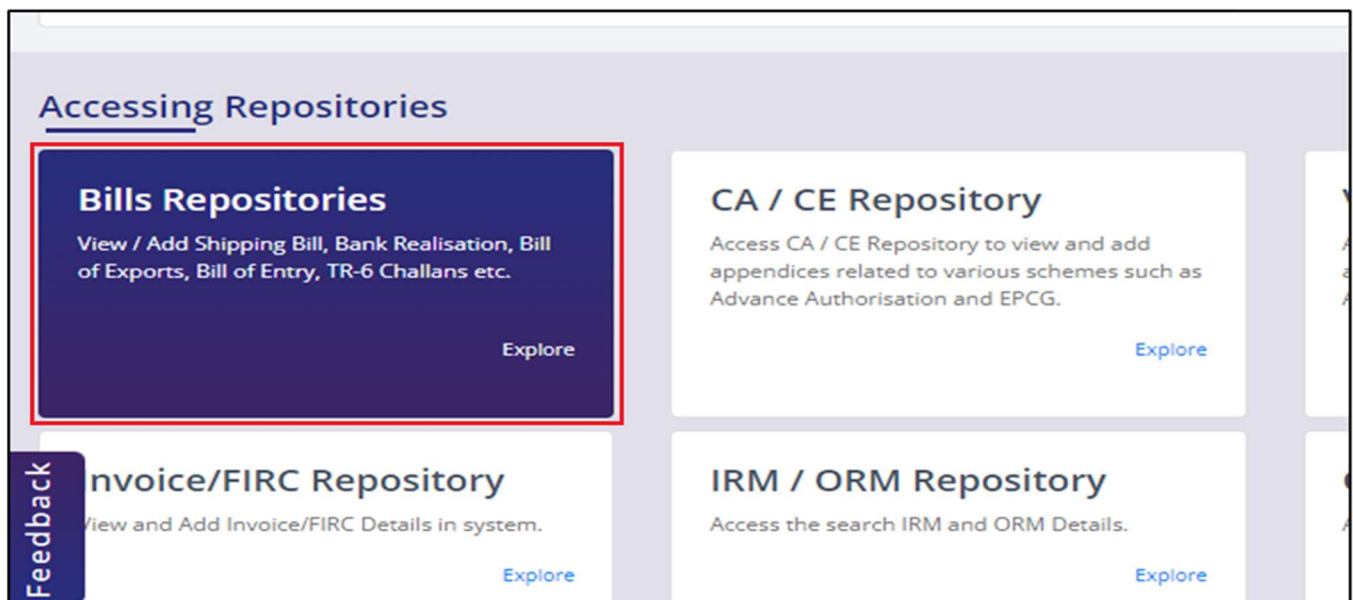 Accessing Repositories
Bills Repositories
View / Add Shipping Bill, Bank Realisation, Bill
of Exports, Bill of Entry, TR-6 Challans etc.
Explore
CA / CE Repository
Access CA / CE Repository to view and add
appendices related to various schemes such as
Advance Authorisation and EPCG.
Explore
nvoice/FIRC Repository
View and Add Invoice/FIRC Details in system.
Explore
IRM / ORM Repository
Access the search IRM and ORM Details.
Explore
Feedback